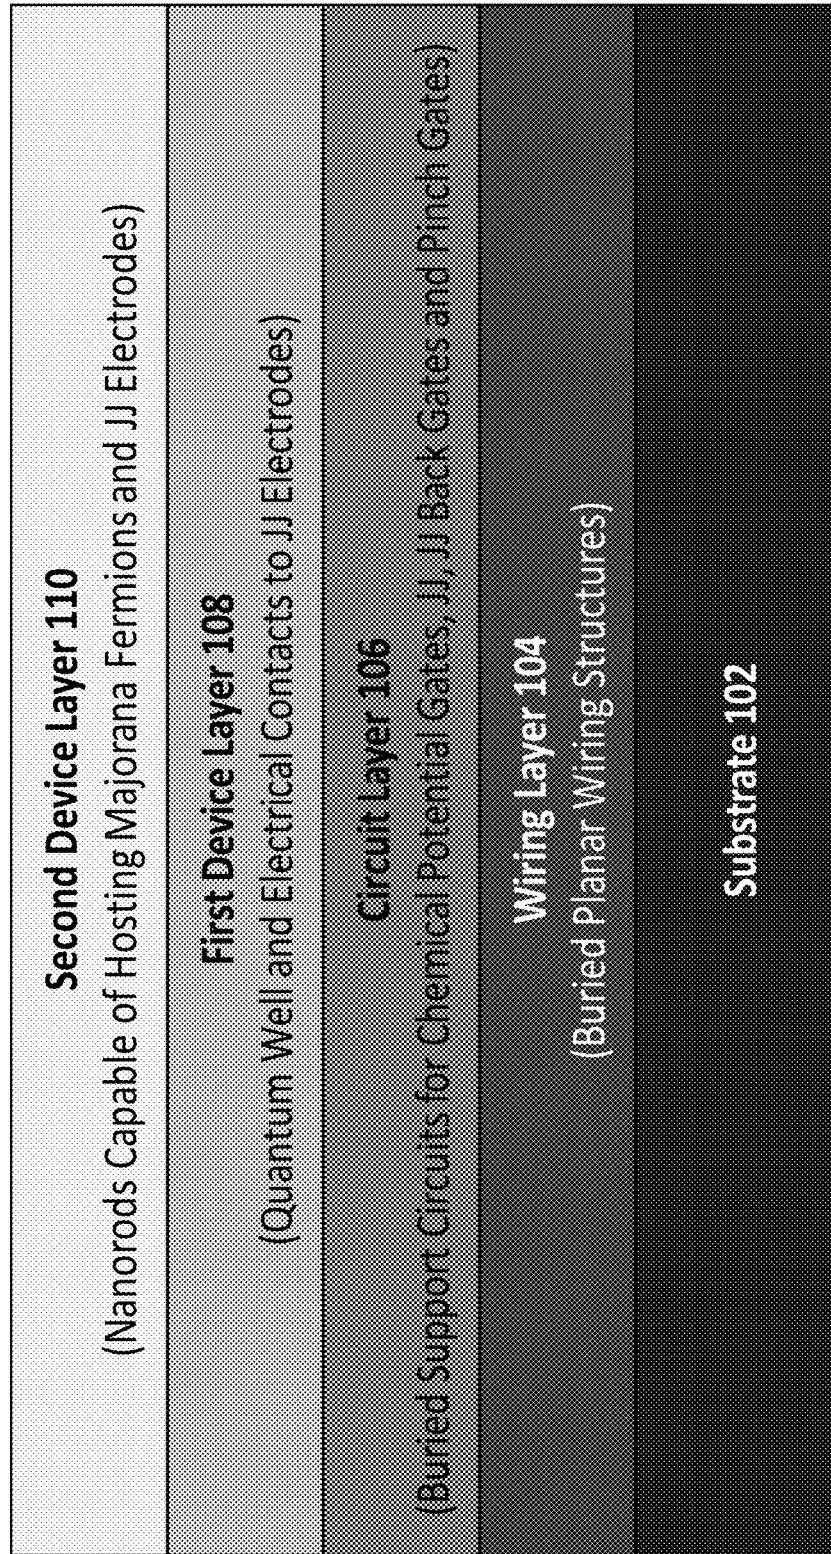 Second Device Layer 110
(Nanorods Capable of Hosting Majorana Fermions and JJ Electrodes)
First Device Layer 108
(Quantum Well and Electrical Contacts to JJ Electrodes)
Circuit Layer 106
(Buried Support Circuits for Chemical Potential Gates, JJ, JJ Back Gates and Pinch Gates)
Wiring Layer 104
(Buried Planar Wiring Structures)
Substrate 102